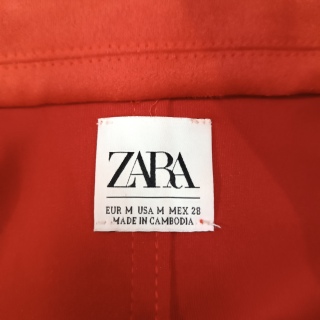 ZARA
EUR M USA M MEX 28
MADE IN CAMBODIA